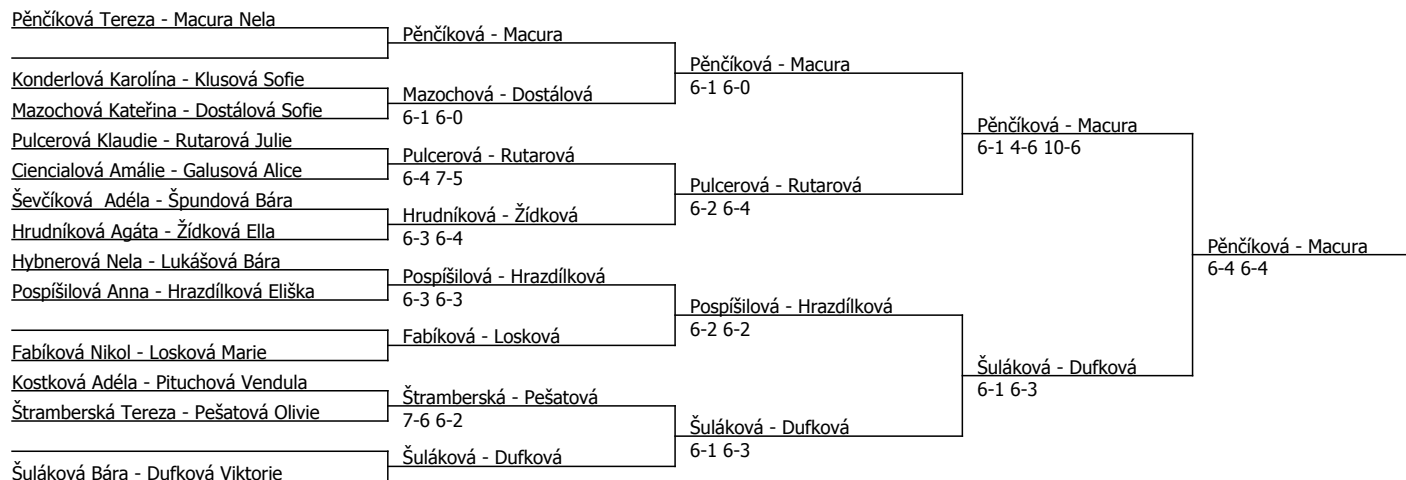 Pěnčíková Tereza - Macura Nela
Konderlová Karolína - Klusová Sofie
Mazochová Kateřina - Dostálová Sofie
Pulcerová Klaudie - Rutarová Julie
Ciencialová Amálie - Galusová Alice
Ševčíková  Adéla - Špundová Bára
Hrudníková Agáta - Žídková Ella
Hybnerová Nela - Lukášová Bára
Pospíšilová Anna - Hrazdílková Eliška
Fabíková Nikol - Losková Marie
Kostková Adéla - Pituchová Vendula
Štramberská Tereza - Pešatová Olivie
Šuláková Bára - Dufková Viktorie
Pěnčíková - Macura
Mazochová - Dostálová
6-1 6-0
Pulcerová - Rutarová
6-4 7-5
Hrudníková - Žídková
6-3 6-4
Pospíšilová - Hrazdílková
6-3 6-3
Fabíková - Losková
Štramberská - Pešatová
7-6 6-2
Šuláková - Dufková
Pěnčíková - Macura
6-1 6-0
Pulcerová - Rutarová
6-2 6-4
Pospíšilová - Hrazdílková
6-2 6-2
Šuláková - Dufková
6-1 6-3
Pěnčíková - Macura
6-1 4-6 10-6
Šuláková - Dufková
6-1 6-3
Pěnčíková - Macura
6-4 6-4